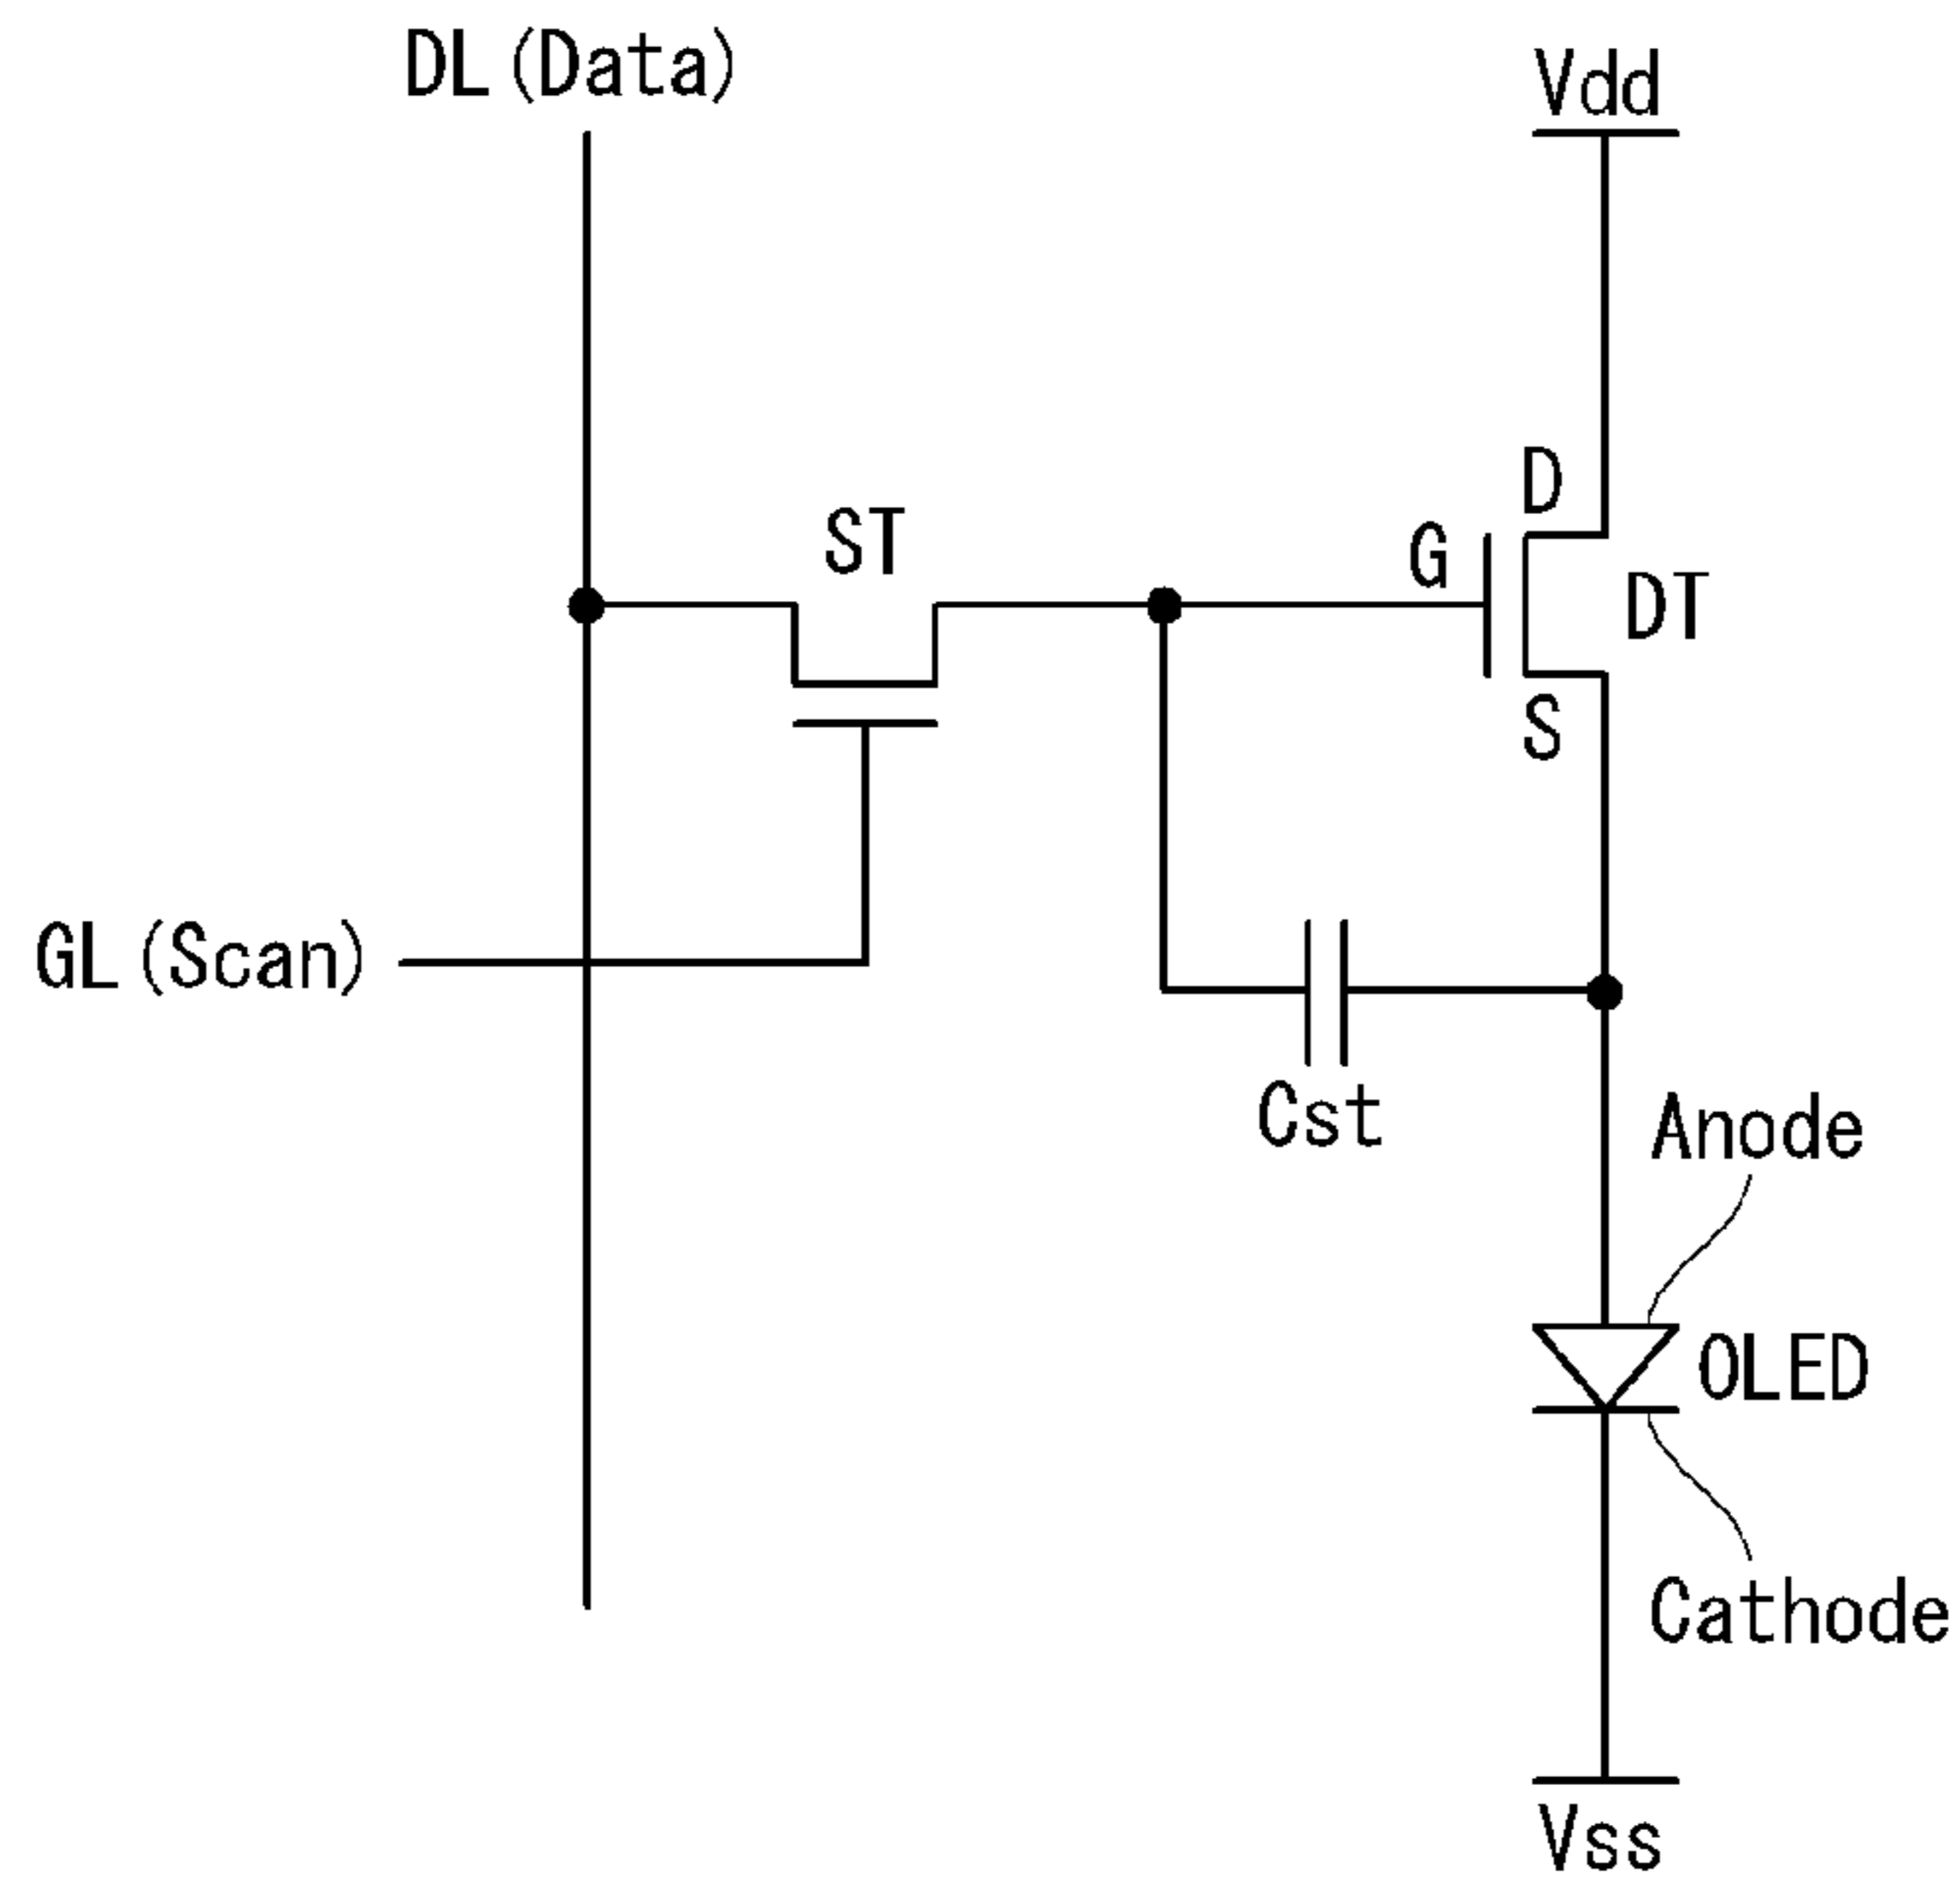 DL(Data)
Vdd
D
ST
G
DT
S
GL(Scan)
Cst
Anode
OLED
Cathode
Vss